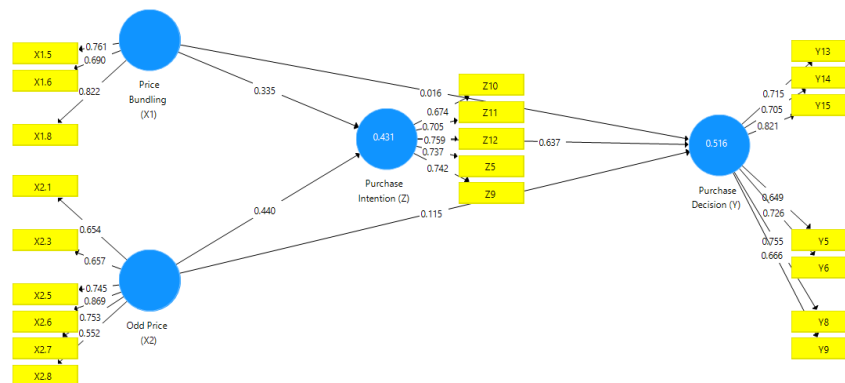 X1.5
X1.6
X1.8
0.761
0.690
0.822
Price
Bundling
(X1)
0.335
0.016
X2.1
X2.3
X2.5
X2.6
X2.7
X2.8
0.654
0.657
0.745
0.869
0.753
0.552
Odd Price
(X2)
0.440
0.115
0.431
Purchase
Intention (Z)
0.674
0.705
0.759
0.737
0.742
Z10
Z11
Z12
Z5
Z9
0.637
0.516
Purchase
Decision (Y)
0.715
0.705
0.821
Y13
Y14
Y15
0.649
0.726
0.755
0.666
Y5
Y6
Y8
Y9